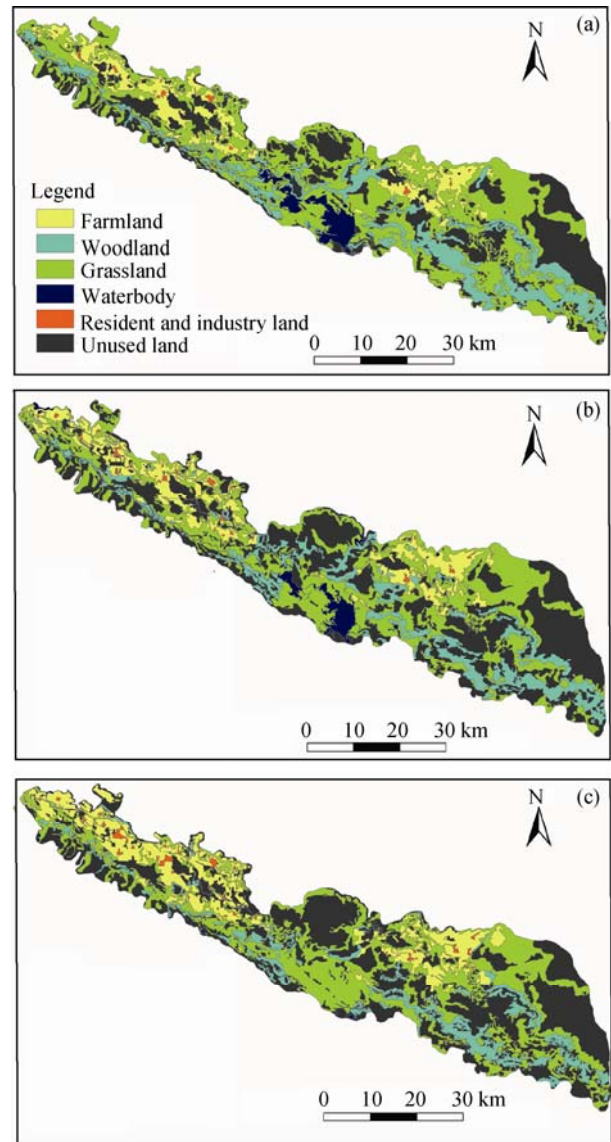 (a)
N
Legend
Farmland
Woodland
Grassland
Waterbody
Resident and industry land
Unused land
0 10 20 30 km
(b)
N
0 10 20 30 km
(c)
N
0 10 20 30 km